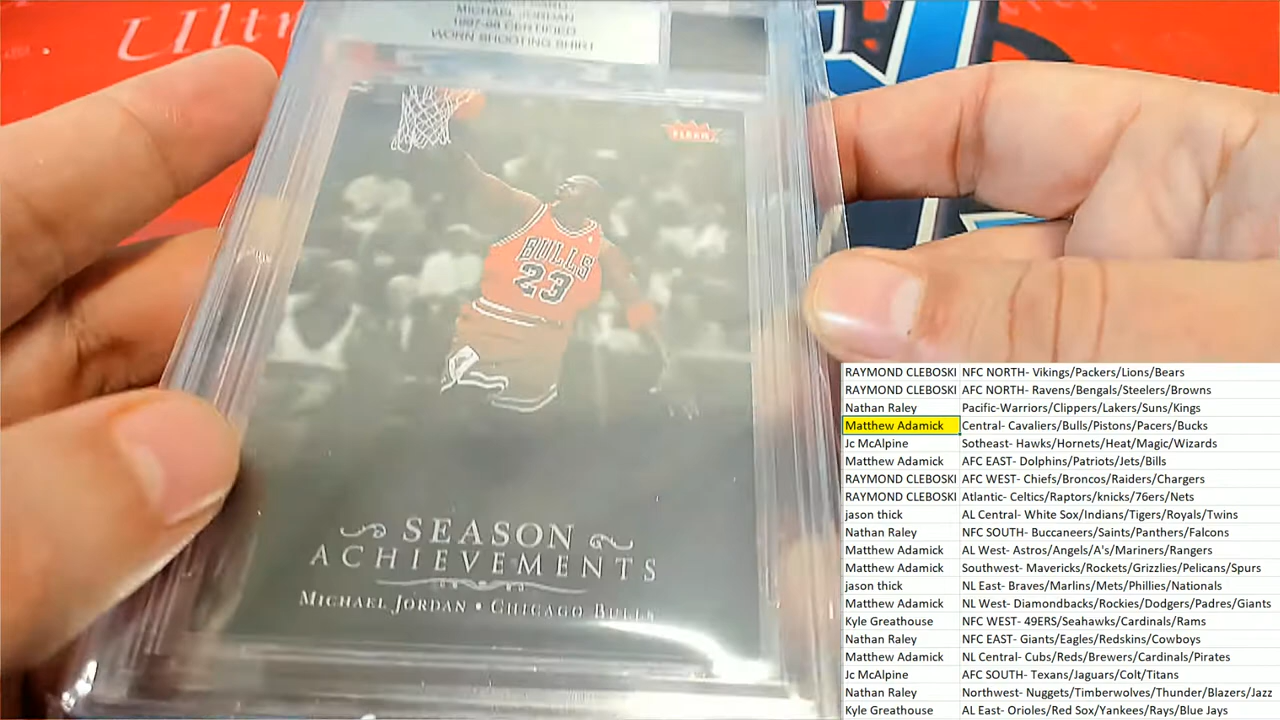 Ult
MICHAEL JORDAN
1997-98 CERTIFIED
WORN SHOOTING SHIRT
FLEER
BULLS
23
SEASON
ACHIEVEMENTS
MICHAEL JORDAN • CHICAGO BULLS
RAYMOND CLEBOSKI NFC NORTH- Vikings/Packers/Lions/Bears
RAYMOND CLEBOSKI AFC NORTH- Ravens/Bengals/Steelers/Browns
Nathan Raley Pacific-Warriors/Clippers/Lakers/Suns/Kings
Matthew Adamick Central- Cavaliers/Bulls/Pistons/Pacers/Bucks
Jc McAlpine Sotheast- Hawks/Hornets/Heat/Magic/Wizards
Matthew Adamick AFC EAST- Dolphins/Patriots/Jets/Bills
RAYMOND CLEBOSKI AFC WEST- Chiefs/Broncos/Raiders/Chargers
RAYMOND CLEBOSKI Atlantic- Celtics/Raptors/knicks/76ers/Nets
jason thick AL Central- White Sox/Indians/Tigers/Royals/Twins
Nathan Raley NFC SOUTH- Buccaneers/Saints/Panthers/Falcons
Matthew Adamick AL West- Astros/Angels/A's/Mariners/Rangers
Matthew Adamick Southwest- Mavericks/Rockets/Grizzlies/Pelicans/Spurs
jason thick NL East- Braves/Marlins/Mets/Phillies/Nationals
Matthew Adamick NL West- Diamondbacks/Rockies/Dodgers/Padres/Giants
Kyle Greathouse NFC WEST- 49ERS/Seahawks/Cardinals/Rams
Nathan Raley NFC EAST- Giants/Eagles/Redskins/Cowboys
Matthew Adamick NL Central- Cubs/Reds/Brewers/Cardinals/Pirates
Jc McAlpine AFC SOUTH- Texans/Jaguars/Colt/Titans
Nathan Raley Northwest- Nuggets/Timberwolves/Thunder/Blazers/Jazz
Kyle Greathouse AL East- Orioles/Red Sox/Yankees/Rays/Blue Jays